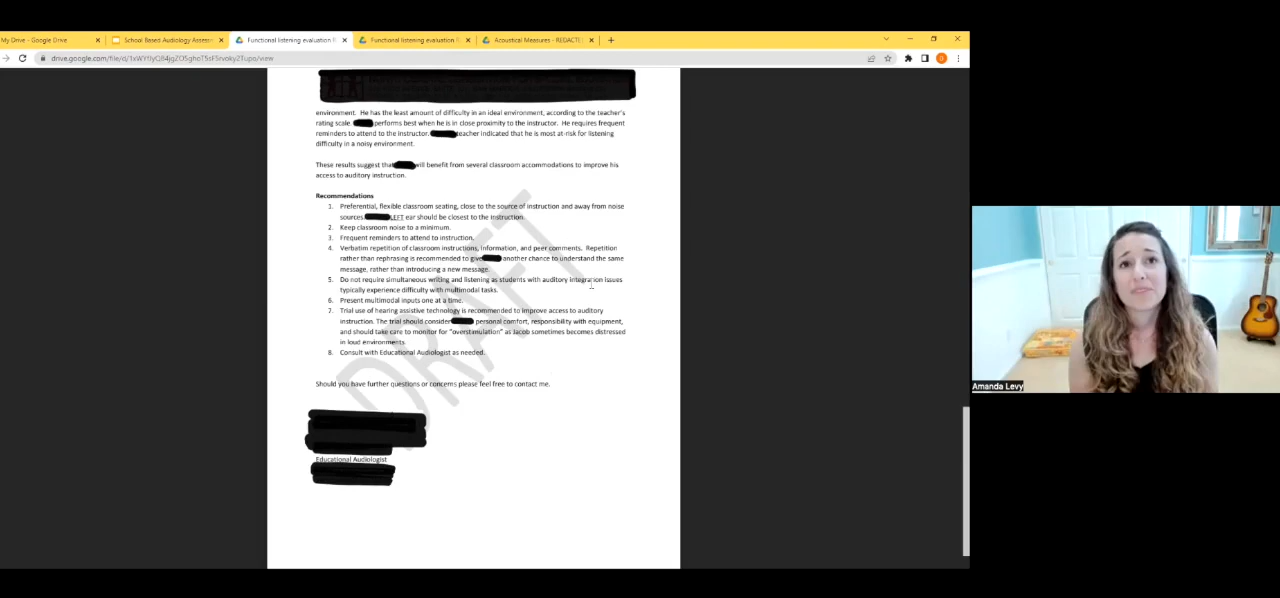 My Drive - Google Drive
School Based Audiology Assess
Functional listening evaluation
Functional listening evaluation
Acoustical Measures - REDACTE
drive.google.com/file/d/
environment. He has the least amount of difficulty in an ideal environment, according to the teacher's
rating scale. performs best when he is in close proximity to the instructor. He requires frequent
reminders to attend to the instructor. teacher indicated that he is most at-risk for listening
difficulty in a noisy environment.
These results suggest that will benefit from several classroom accommodations to improve his
access to auditory instruction.
Recommendations
1. Preferential, flexible classroom seating, close to the source of instruction and away from noise
sources. LEFT ear should be closest to the instruction.
2. Keep classroom noise to a minimum.
3. Frequent reminders to attend to instruction.
4. Verbatim repetition of classroom instructions, information, and peer comments. Repetition
rather than rephrasing is recommended to give another chance to understand the same
message, rather than introducing a new message.
5. Do not require simultaneous writing and listening as students with auditory integration issues
typically experience difficulty with multimodal tasks.
6. Present multimodal inputs one at a time.
7. Trial use of hearing assistive technology is recommended to improve access to auditory
instruction. The trial should consider personal comfort, responsibility with equipment,
and should take care to monitor for "overstimulation" as Jacob sometimes becomes distressed
in loud environments.
8. Consult with Educational Audiologist as needed.
Should you have further questions or concerns please feel free to contact me.
Educational Audiologist
DRAFT
Amanda Levy